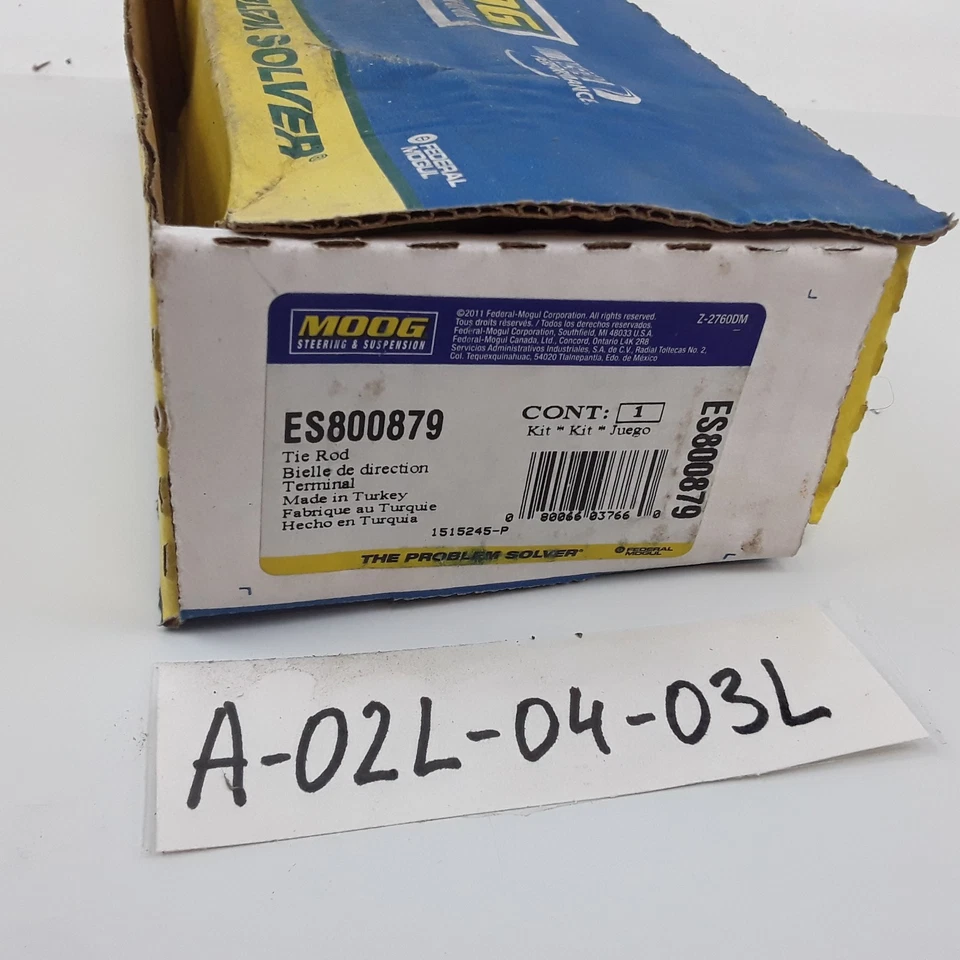 SOLVER®
FEDERAL
MOGUL
MOOG
STEERING & SUSPENSION
©2011 Federal-Mogul Corporation. All rights reserved.
Tous droits réservés. / Todos los derechos reservados.
Federal-Mogul Corporation, Southfield, MI 48033 U.S.A.
Federal-Mogul Canada, Ltd., Concord, Ontario L4K 2R8
Servicios Administrativos Industriales, S.A. de C.V., Radial Toltecas No. 2,
Col. Tequexquinahuac, 54020 Tlalnepantla, Edo. de Mexico
Z-2760DM
ES800879
Tie Rod
Bielle de direction
Terminal
Made in Turkey
Fabrique au Turquie
Hecho en Turquia
1515245-P
CONT: 1
Kit * Kit * Juego
0 80066 03766 0
ES800879
THE PROBLEM SOLVER®
FEDERAL
MOGUL
A-02L-04-03L